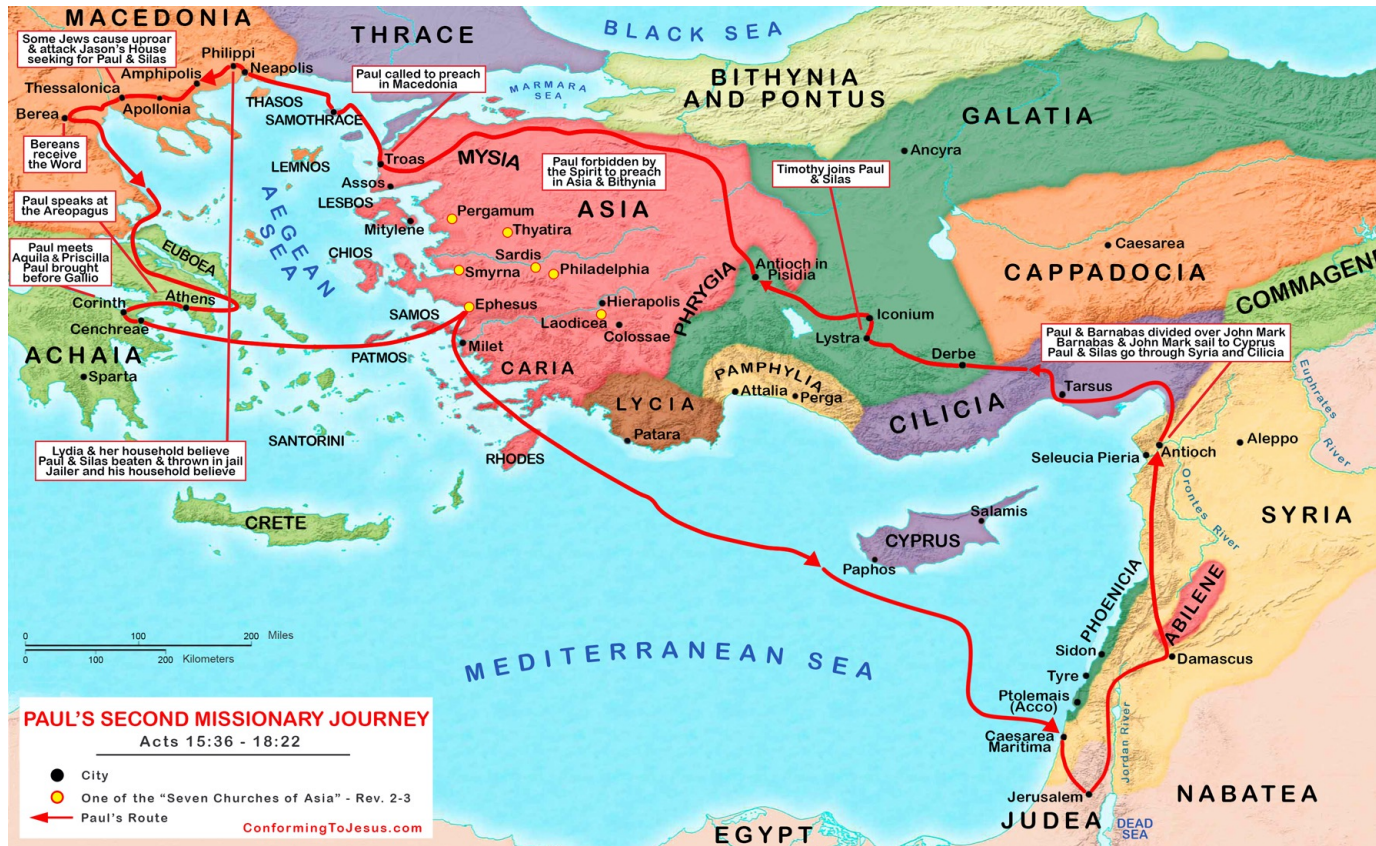 MACEDONIA
THRACE
BLACK SEA
BITHYNIA
AND PONTUS
GALATIA
Some Jews cause uproar
& attack Jason's House
seeking for Paul & Silas
Philippi
Neapolis
Amphipolis
Thessalonica
Apollonia
Berea
Bereans
receive
the Word
Paul called to preach
in Macedonia
MARMARA
SEA
THASOS
SAMOTHRACE
LEMNOS
Troas
MYSIA
Assos
LESBOS
Mitylene
Paul forbidden by
the Spirit to preach
in Asia & Bithynia
ASIA
Timothy joins Paul
& Silas
Ancyra
Paul speaks at
the Areopagus
AEGEAN
SEA
Pergamum
Thyatira
Sardis
Smyrna
Philadelphia
CHIOS
EUBOEA
Paul meets
Aquila & Priscilla
Paul brought
before Gallio
Athens
Corinth
Cenchreae
ACHAIA
Sparta
Ephesus
SAMOS
Hierapolis
Laodicea
Colossae
Milet
PATMOS
CARIA
PHRYGIA
Antioch in
Pisidia
Iconium
Lystra
Derbe
Caesarea
CAPPADOCIA
COMMAGENE
Paul & Barnabas divided over John Mark
Barnabas & John Mark sail to Cyprus
Paul & Silas go through Syria and Cilicia
PAMPHYLIA
Attalia
Perga
LYCIA
Patara
CILICIA
Tarsus
Euphrates
River
Aleppo
Antioch
Seleucia Pieria
Orontes
River
SYRIA
SANTORINI
RHODES
Lydia & her household believe
Paul & Silas beaten & thrown in jail
Jailer and his household believe
CRETE
Salamis
CYPRUS
Paphos
PHOENICIA
ABILENE
Sidon
Damascus
Tyre
Ptolemais
(Acco)
MEDITERRANEAN SEA
Caesarea
Maritima
Jordan River
Jerusalem
JUDEA
DEAD
SEA
NABATEA
EGYPT
0 100 200 Miles
0 100 200 Kilometers
PAUL'S SECOND MISSIONARY JOURNEY
Acts 15:36 - 18:22
City
One of the "Seven Churches of Asia" - Rev. 2-3
Paul's Route
ConformingToJesus.com